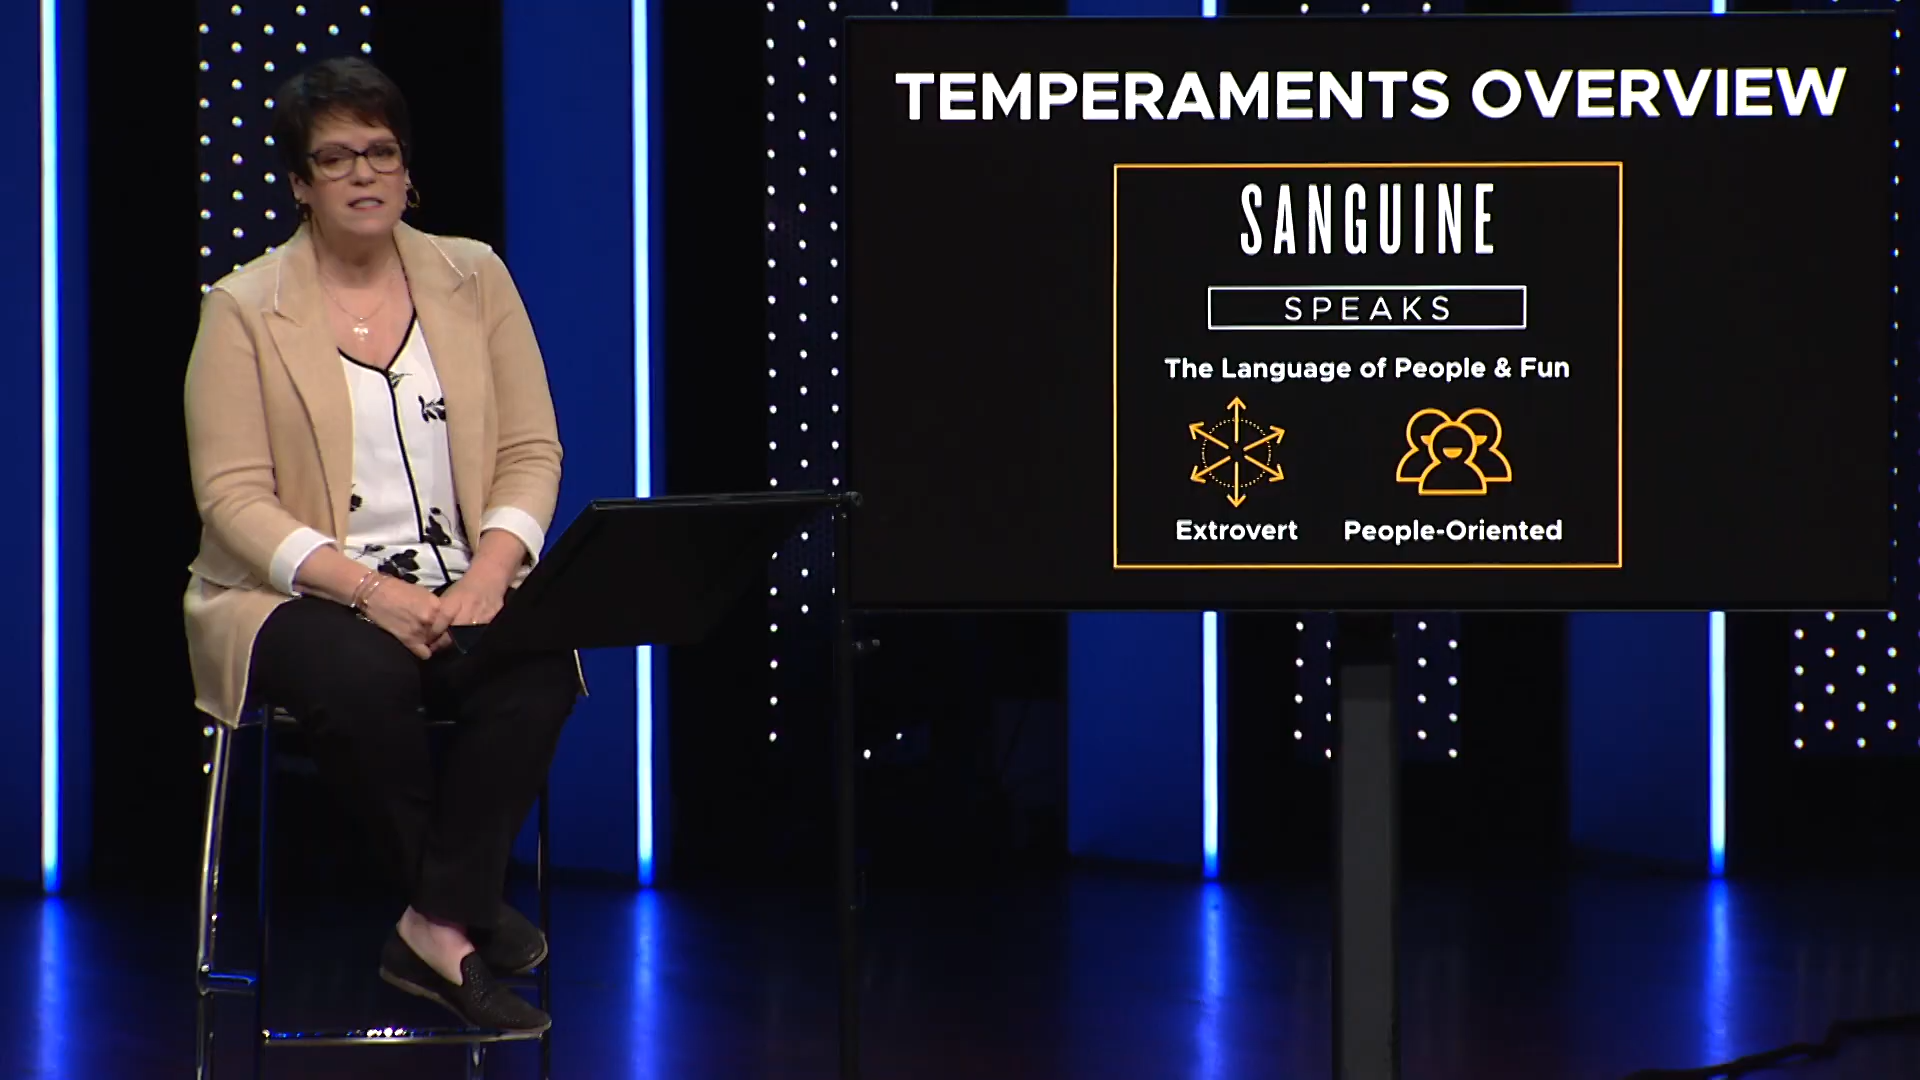 TEMPERAMENTS OVERVIEW
SANGUINE
SPEAKS
The Language of People & Fun
Extrovert People-Oriented